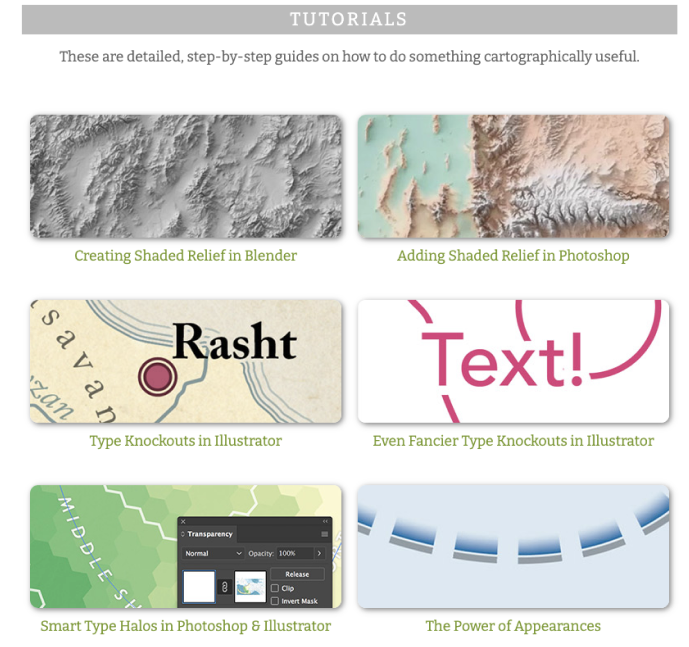 TUTORIALS
These are detailed, step-by-step guides on how to do something cartographically useful.
Creating Shaded Relief in Blender
Adding Shaded Relief in Photoshop
savan
zan
Rasht
Text!
Type Knockouts in Illustrator
Even Fancier Type Knockouts in Illustrator
MIDDLE SH
Transparency
Normal
Opacity: 100%
Release
Clip
Invert Mask
Smart Type Halos in Photoshop & Illustrator
The Power of Appearances